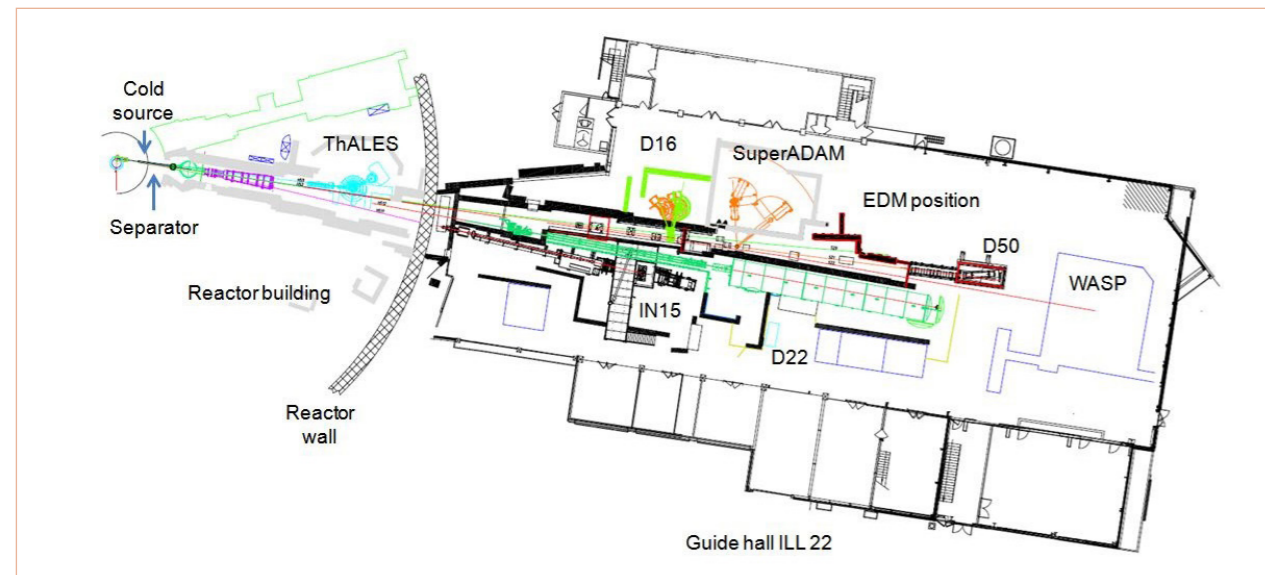 Cold
source
ThALES
D16
SuperADAM
EDM position
Separator
D50
WASP
Reactor building
IN15
D22
Reactor
wall
Guide hall ILL 22